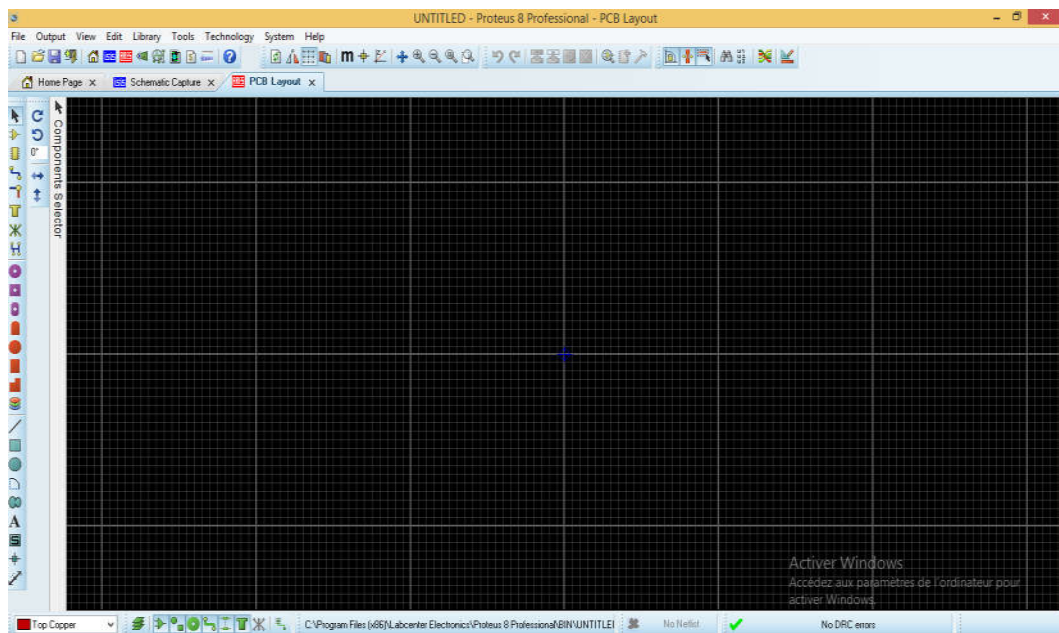 UNTITLED - Proteus 8 Professional - PCB Layout
File Output View Edit Library Tools Technology System Help
Home Page
Schematic Capture
PCB Layout
0°
Components Selector
Activer Windows
Accédez aux paramètres de l'ordinateur pour
activer Windows.
Top Copper
C:\Program Files (x86)\Labcenter Electronics\Proteus 8 Professional\BIN\UNTITLE
No Netlist
No DRC errors